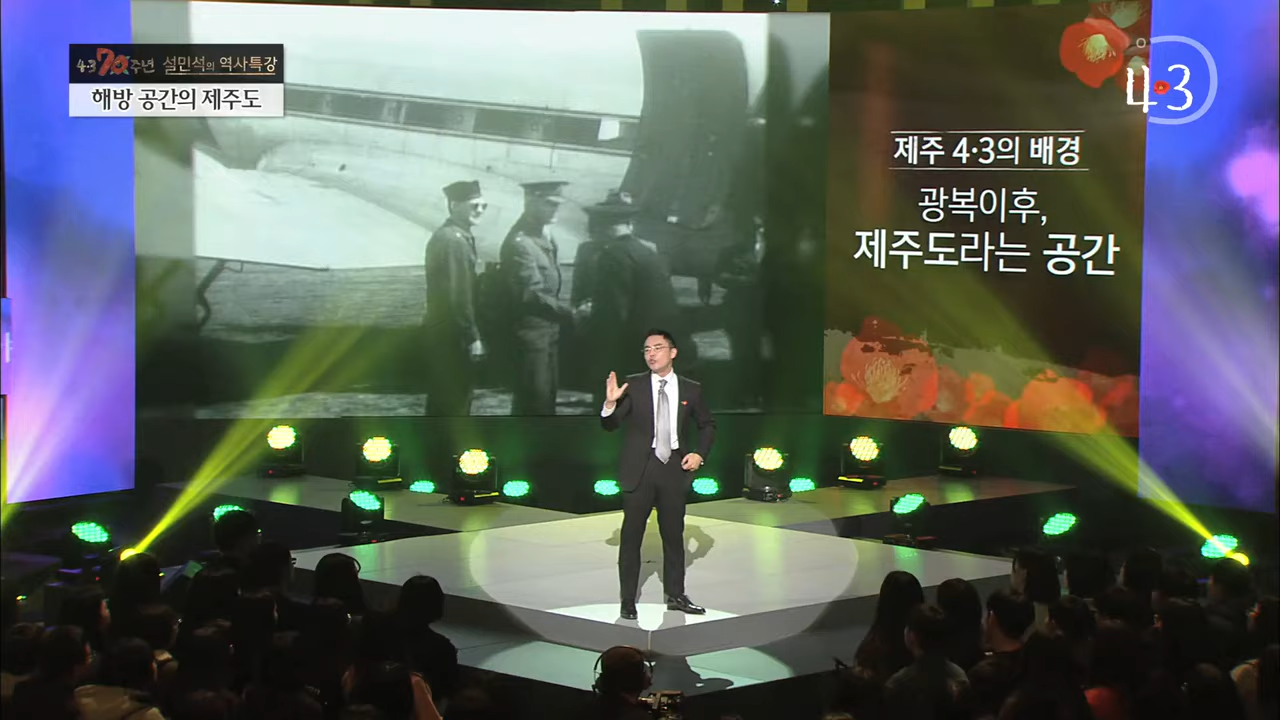 4·3 70주년 설민석의 역사특강
해방 공간의 제주도
4·3
제주 4·3의 배경
광복이후,
제주도라는 공간